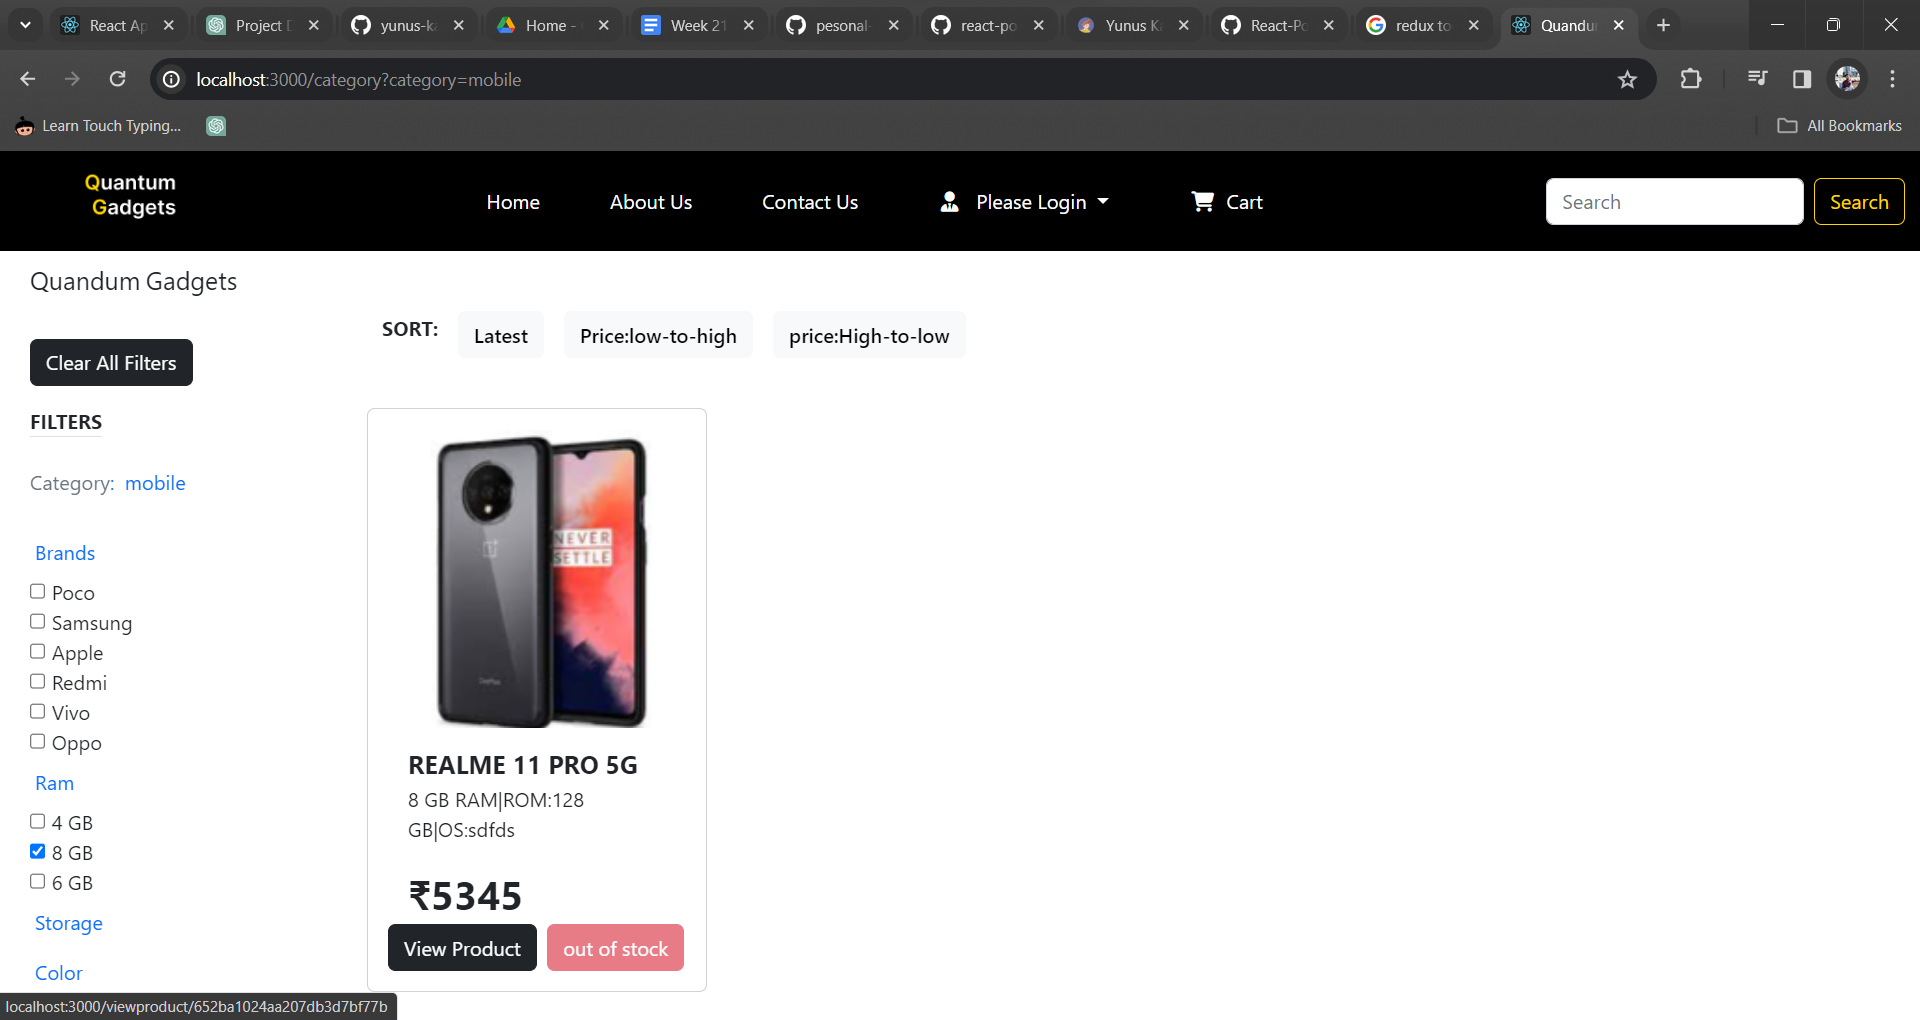 React Ap
Project D
yunus-ka
Home -
Week 21
pesonal-
react-po
Yunus Ka
React-Po
redux to
Quandu
localhost:3000/category?category=mobile
Learn Touch Typing...
All Bookmarks
Quantum
Gadgets
Home
About Us
Contact Us
Please Login
Cart
Search
Search
Quandum Gadgets
SORT:
Latest
Price:low-to-high
price:High-to-low
Clear All Filters
FILTERS
Category: mobile
Brands
Poco
Samsung
Apple
Redmi
Vivo
Oppo
Ram
4 GB
8 GB
6 GB
Storage
Color
NEVER
SETTLE
OnePlus
REALME 11 PRO 5G
8 GB RAM|ROM:128
GB|OS:sdfds
₹5345
View Product
out of stock
localhost:3000/viewproduct/652ba1024aa207db3d7bf77b